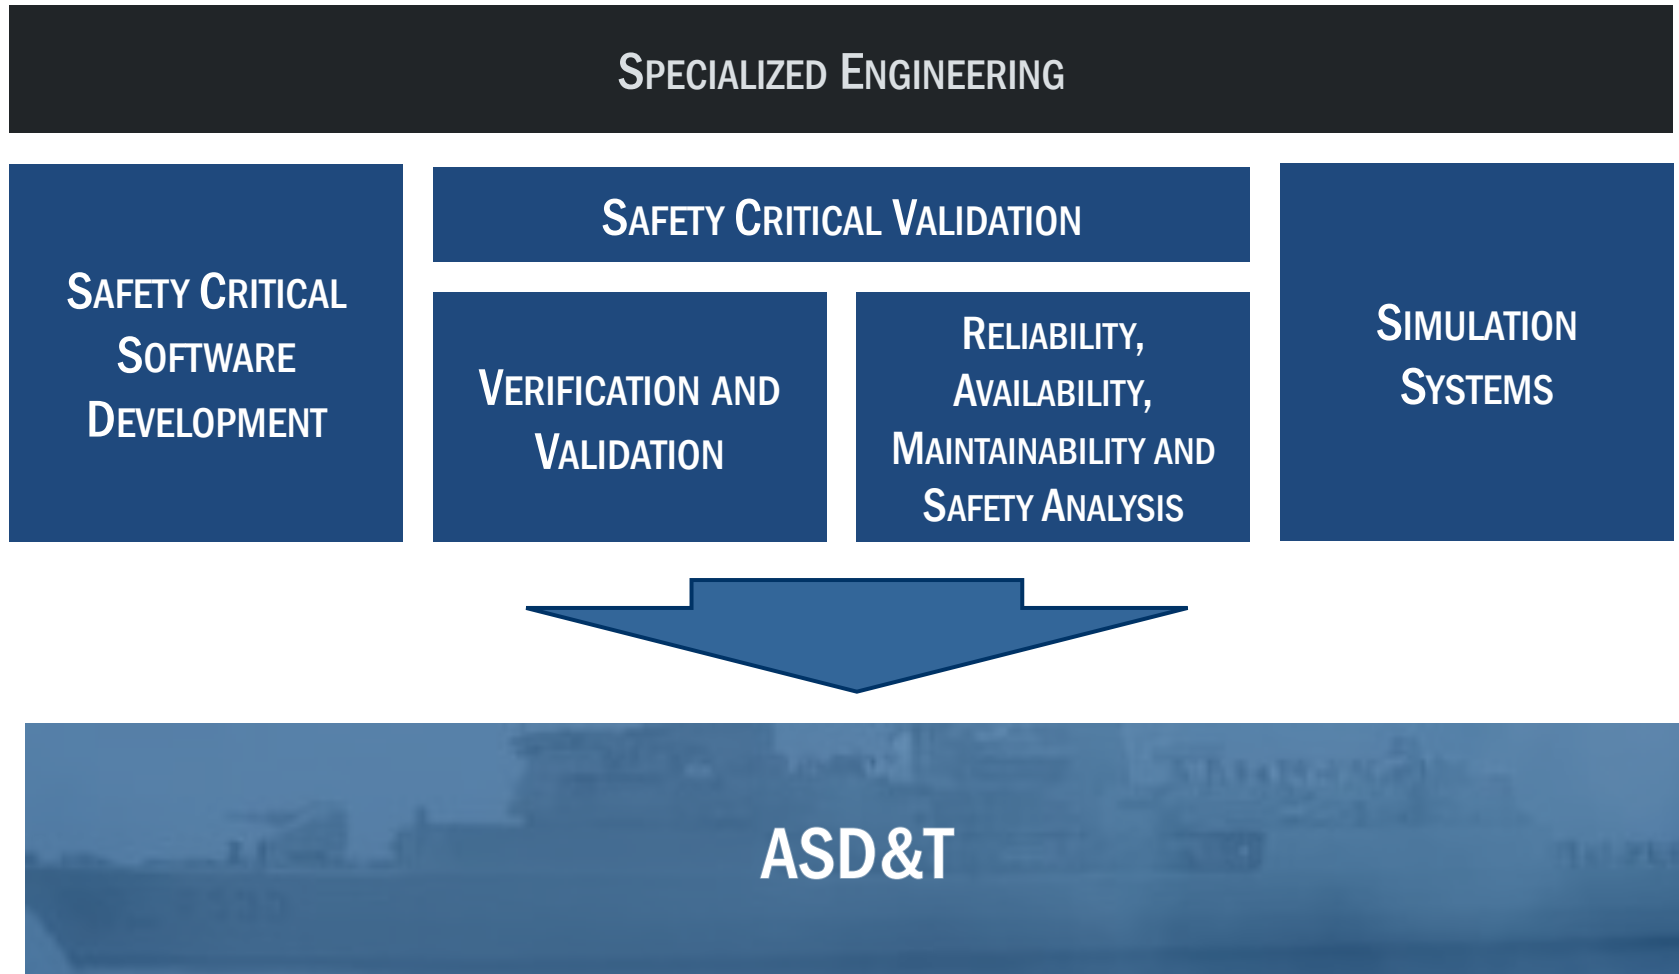 SPECIALIZED ENGINEERING
SAFETY CRITICAL
SOFTWARE
DEVELOPMENT
SAFETY CRITICAL VALIDATION
VERIFICATION AND
VALIDATION
RELIABILITY,
AVAILABILITY,
MAINTAINABILITY AND
SAFETY ANALYSIS
SIMULATION
SYSTEMS
ASD&T